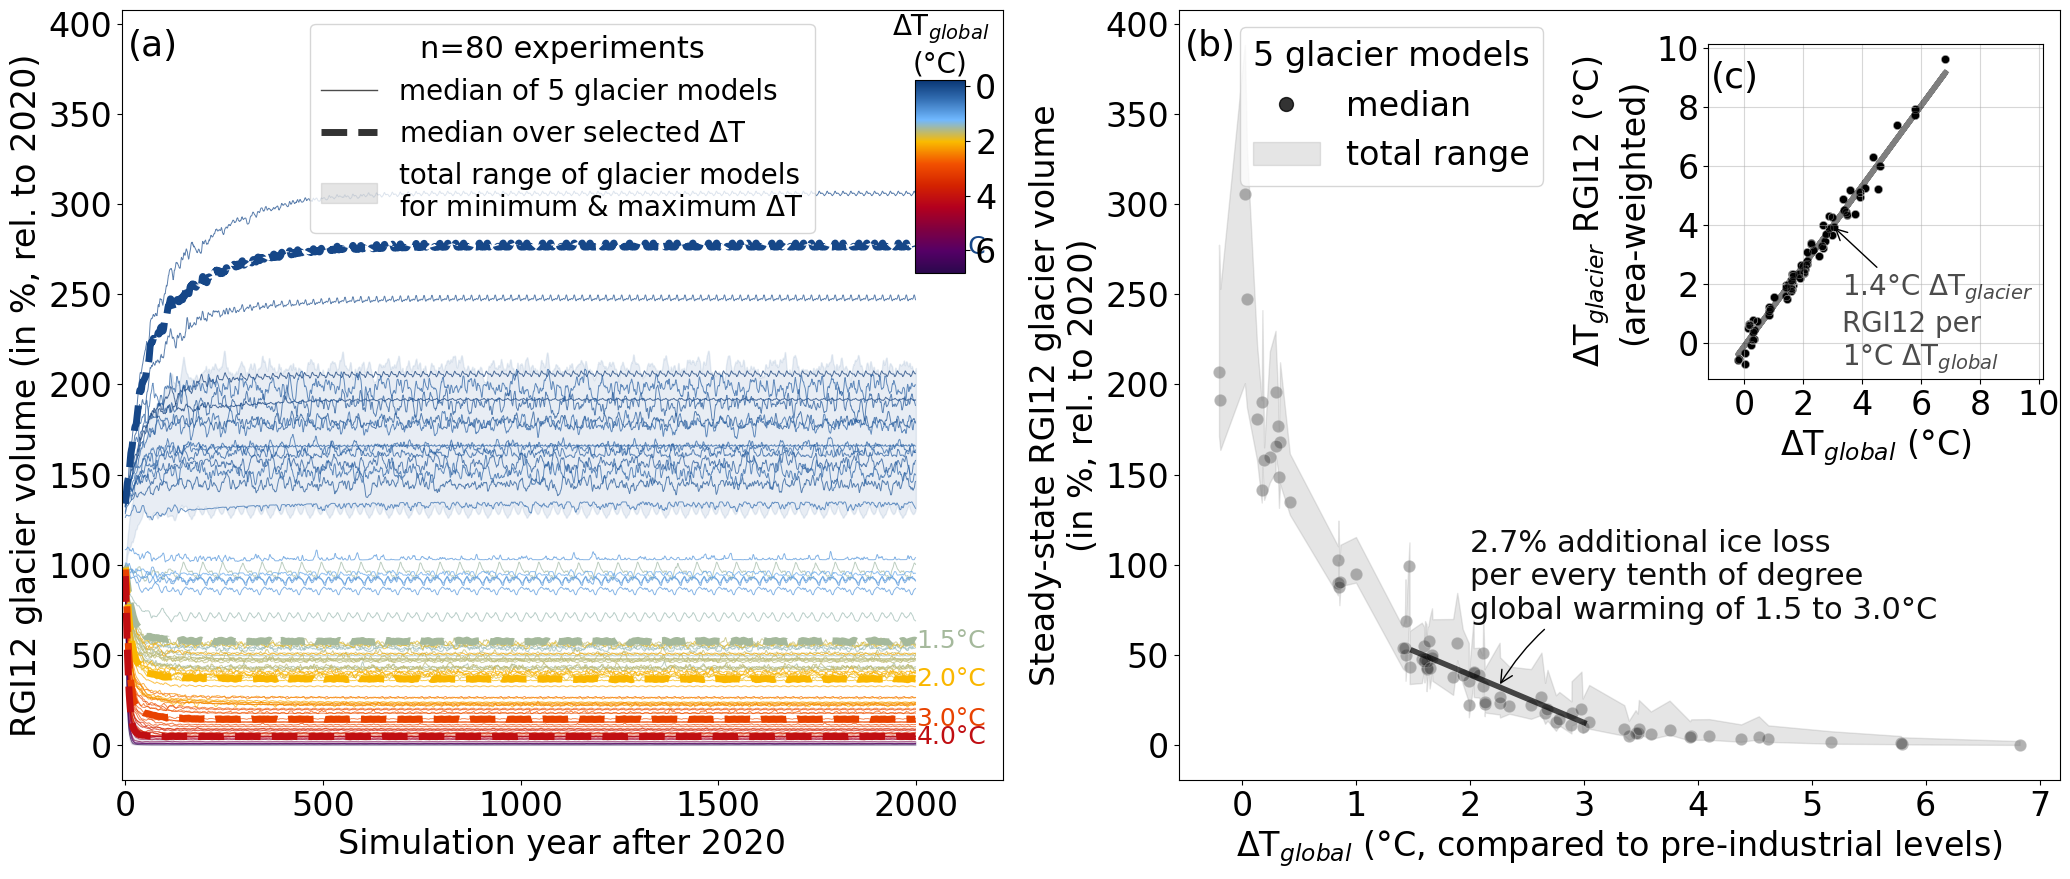 (a)
n=80 experiments
median of 5 glacier models
median over selected ΔT
total range of glacier models
for minimum & maximum ΔT
ΔTglobal
(°C)
0
2
4
6
1.5°C
2.0°C
3.0°C
4.0°C
400
350
300
250
200
150
100
50
0
RGI12 glacier volume (in %, rel. to 2020)
0
500
1000
1500
2000
Simulation year after 2020
(b)
5 glacier models
median
total range
2.7% additional ice loss
per every tenth of degree
global warming of 1.5 to 3.0°C
400
350
300
250
200
150
100
50
0
Steady-state RGI12 glacier volume
(in %, rel. to 2020)
0
1
2
3
4
5
6
7
ΔTglobal (°C, compared to pre-industrial levels)
(c)
10
8
6
4
2
0
ΔTglacier RGI12 (°C)
(area-weighted)
1.4°C ΔTglacier
RGI12 per
1°C ΔTglobal
0
2
4
6
8
10
ΔTglobal (°C)